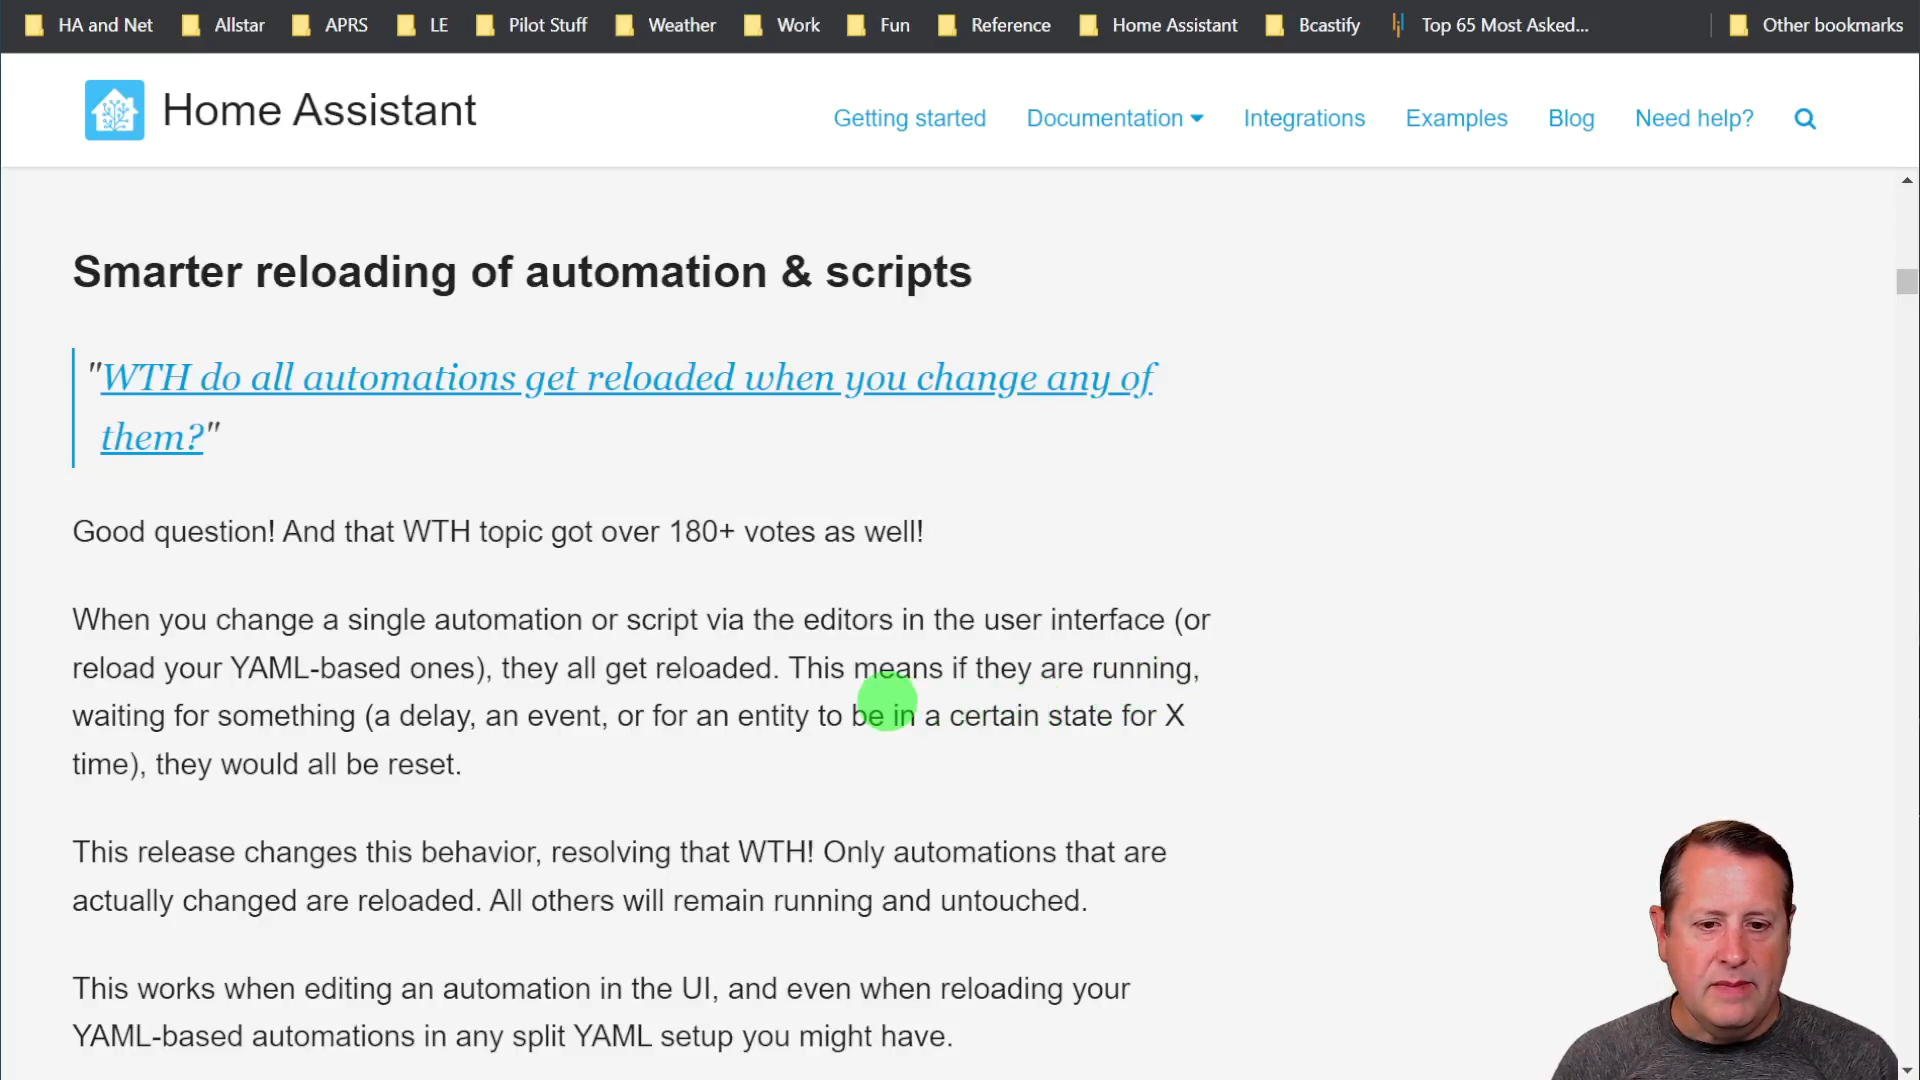 HA and Net Allstar APRS LE Pilot Stuff Weather Work Fun Reference Home Assistant Bcastify Top 65 Most Asked... Other bookmarks
Home Assistant
Getting started Documentation Integrations Examples Blog Need help?
Smarter reloading of automation & scripts
"WTH do all automations get reloaded when you change any of
them?"
Good question! And that WTH topic got over 180+ votes as well!
When you change a single automation or script via the editors in the user interface (or
reload your YAML-based ones), they all get reloaded. This means if they are running,
waiting for something (a delay, an event, or for an entity to be in a certain state for X
time), they would all be reset.
This release changes this behavior, resolving that WTH! Only automations that are
actually changed are reloaded. All others will remain running and untouched.
This works when editing an automation in the UI, and even when reloading your
YAML-based automations in any split YAML setup you might have.